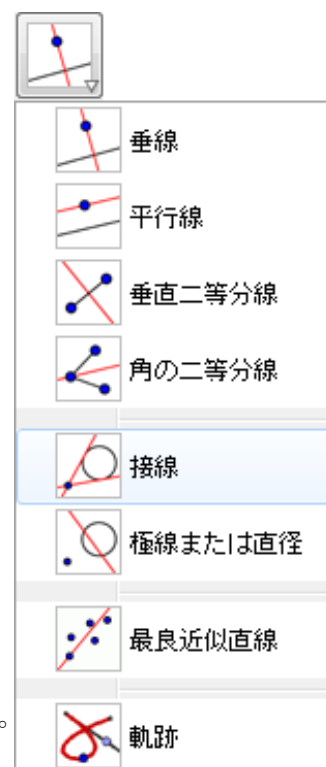 垂線
平行線
垂直二等分線
角の二等分線
接線
極線または直径
最良近似直線
。
軌跡